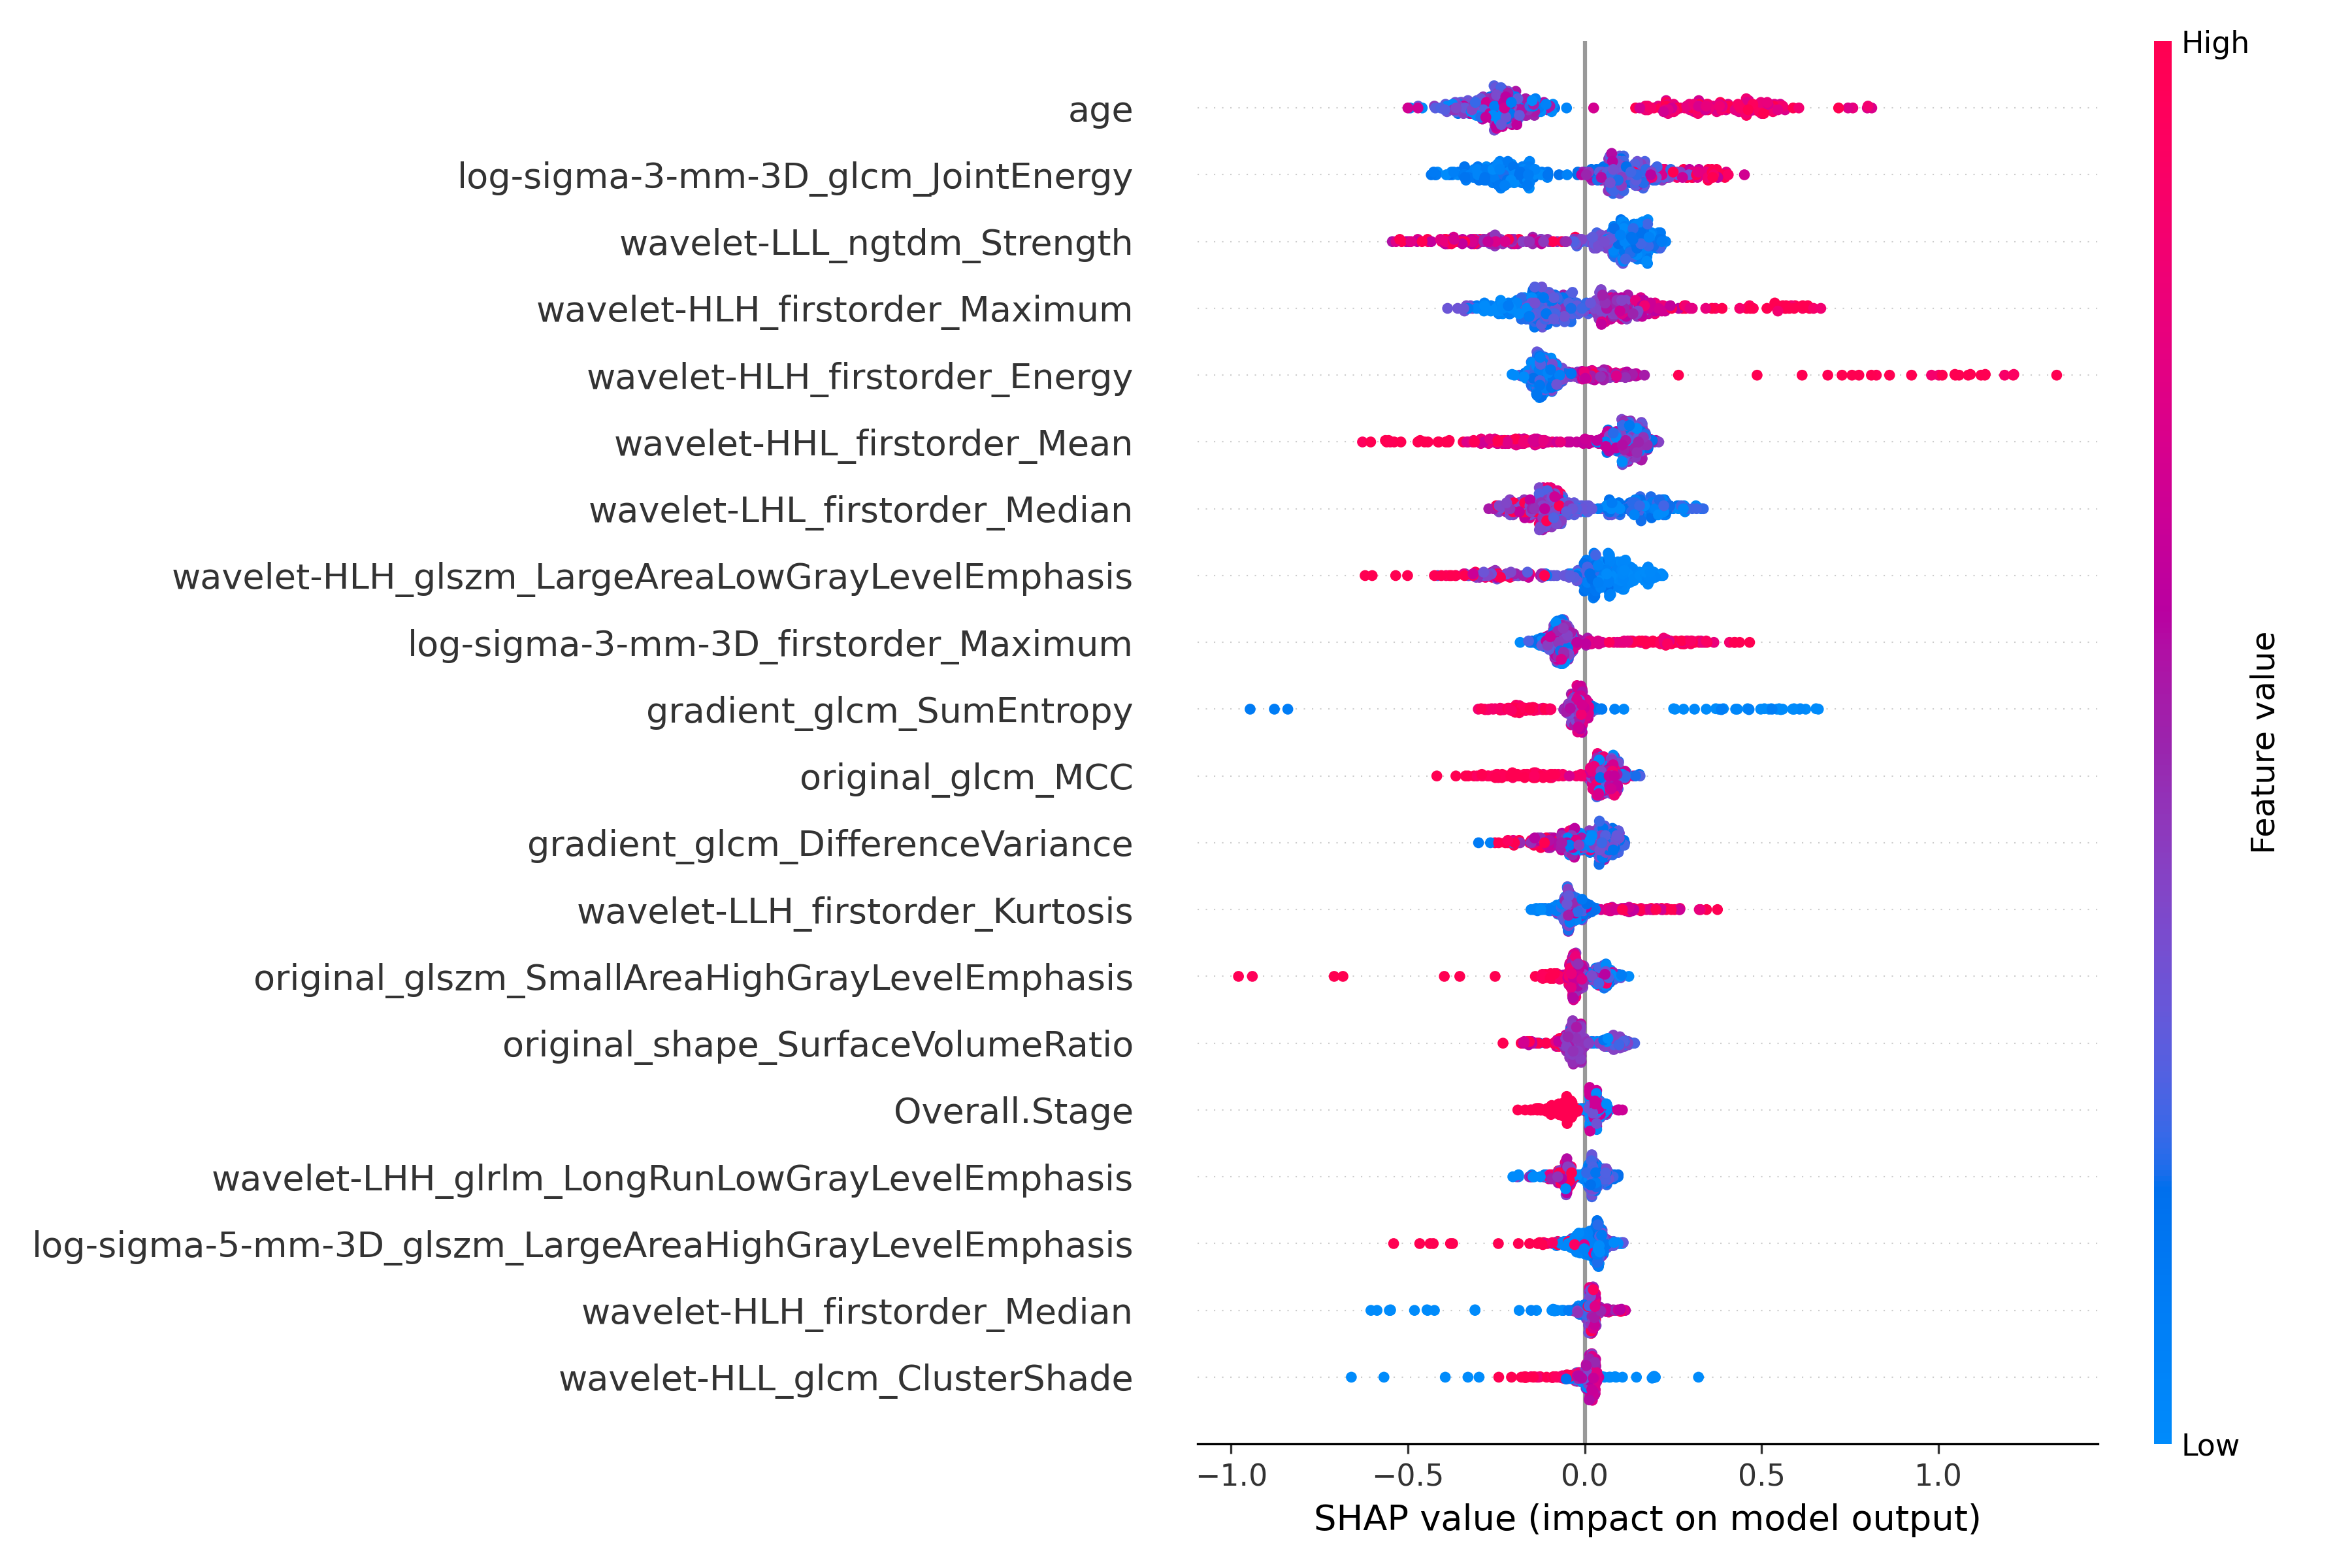 High
age
log-sigma-3-mm-3D_glcm_JointEnergy
wavelet-LLL_ngtdm_Strength
wavelet-HLH_firstorder_Maximum
wavelet-HLH_firstorder_Energy
wavelet-HHL_firstorder_Mean
wavelet-LHL_firstorder_Median
wavelet-HLH_glszm_LargeAreaLowGrayLevelEmphasis
log-sigma-3-mm-3D_firstorder_Maximum
gradient_glcm_SumEntropy
original_glcm_MCC
gradient_glcm_DifferenceVariance
wavelet-LLH_firstorder_Kurtosis
original_glszm_SmallAreaHighGrayLevelEmphasis
original_shape_SurfaceVolumeRatio
Overall.Stage
wavelet-LHH_glrlm_LongRunLowGrayLevelEmphasis
log-sigma-5-mm-3D_glszm_LargeAreaHighGrayLevelEmphasis
wavelet-HLH_firstorder_Median
wavelet-HLL_glcm_ClusterShade
Feature value
Low
−1.0 −0.5 0.0 0.5 1.0
SHAP value (impact on model output)